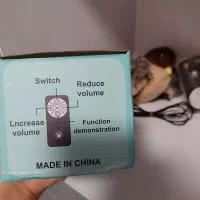 Switch
Reduce
volume
Lncrease
volume
Function
demonstration
MADE IN CHINA